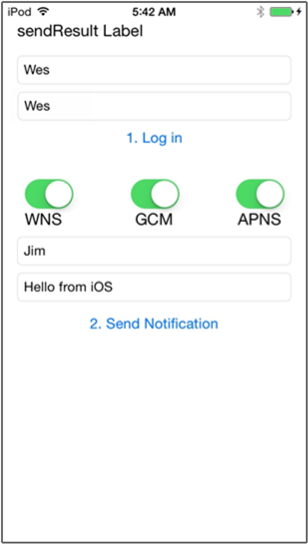 iPod 5:42 AM
sendResult Label
Wes
Wes
1. Log in
WNS GCM APNS
Jim
Hello from iOS
2. Send Notification